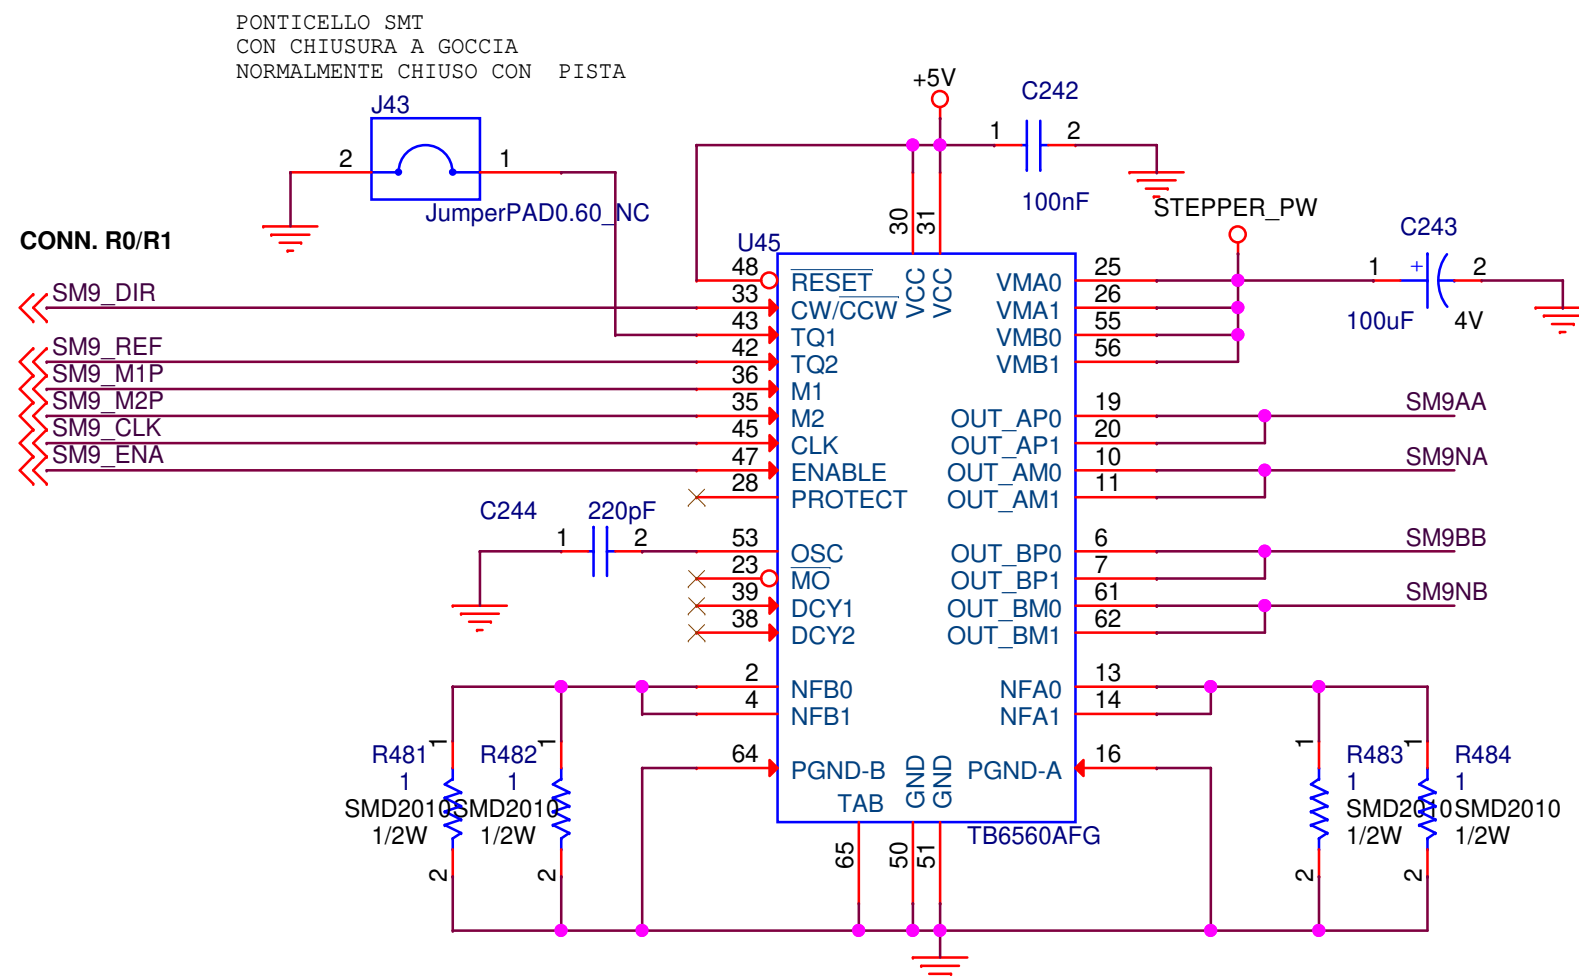 PONTICELLO SMT
CON CHIUSURA A GOCCIA
NORMALMENTE CHIUSO CON PISTA
J43
2
1
JumperPAD0.60_NC
+5V
C242
1
2
100nF
STEPPER_PW
C243
1
+
2
100uF
4V
CONN. R0/R1
SM9_DIR
SM9_REF
SM9_M1P
SM9_M2P
SM9_CLK
SM9_ENA
U45
30
31
VCC
VCC
48
RESET
33
CW/CCW
43
TQ1
42
TQ2
36
M1
35
M2
45
CLK
47
ENABLE
28
PROTECT
53
OSC
23
MO
39
DCY1
38
DCY2
2
NFB0
4
NFB1
64
PGND-B
TAB
GND
GND
65
50
51
VMA0
25
VMA1
26
VMB0
55
VMB1
56
OUT_AP0
19
SM9AA
OUT_AP1
20
OUT_AM0
10
SM9NA
OUT_AM1
11
OUT_BP0
6
SM9BB
OUT_BP1
7
OUT_BM0
61
SM9NB
OUT_BM1
62
NFA0
13
NFA1
14
PGND-A
16
TB6560AFG
C244
220pF
1
2
R481
1
1
SMD2010
1/2W
2
R482
1
1
SMD2010
1/2W
2
R483
1
1
SMD2010
1/2W
2
R484
1
1
SMD2010
1/2W
2